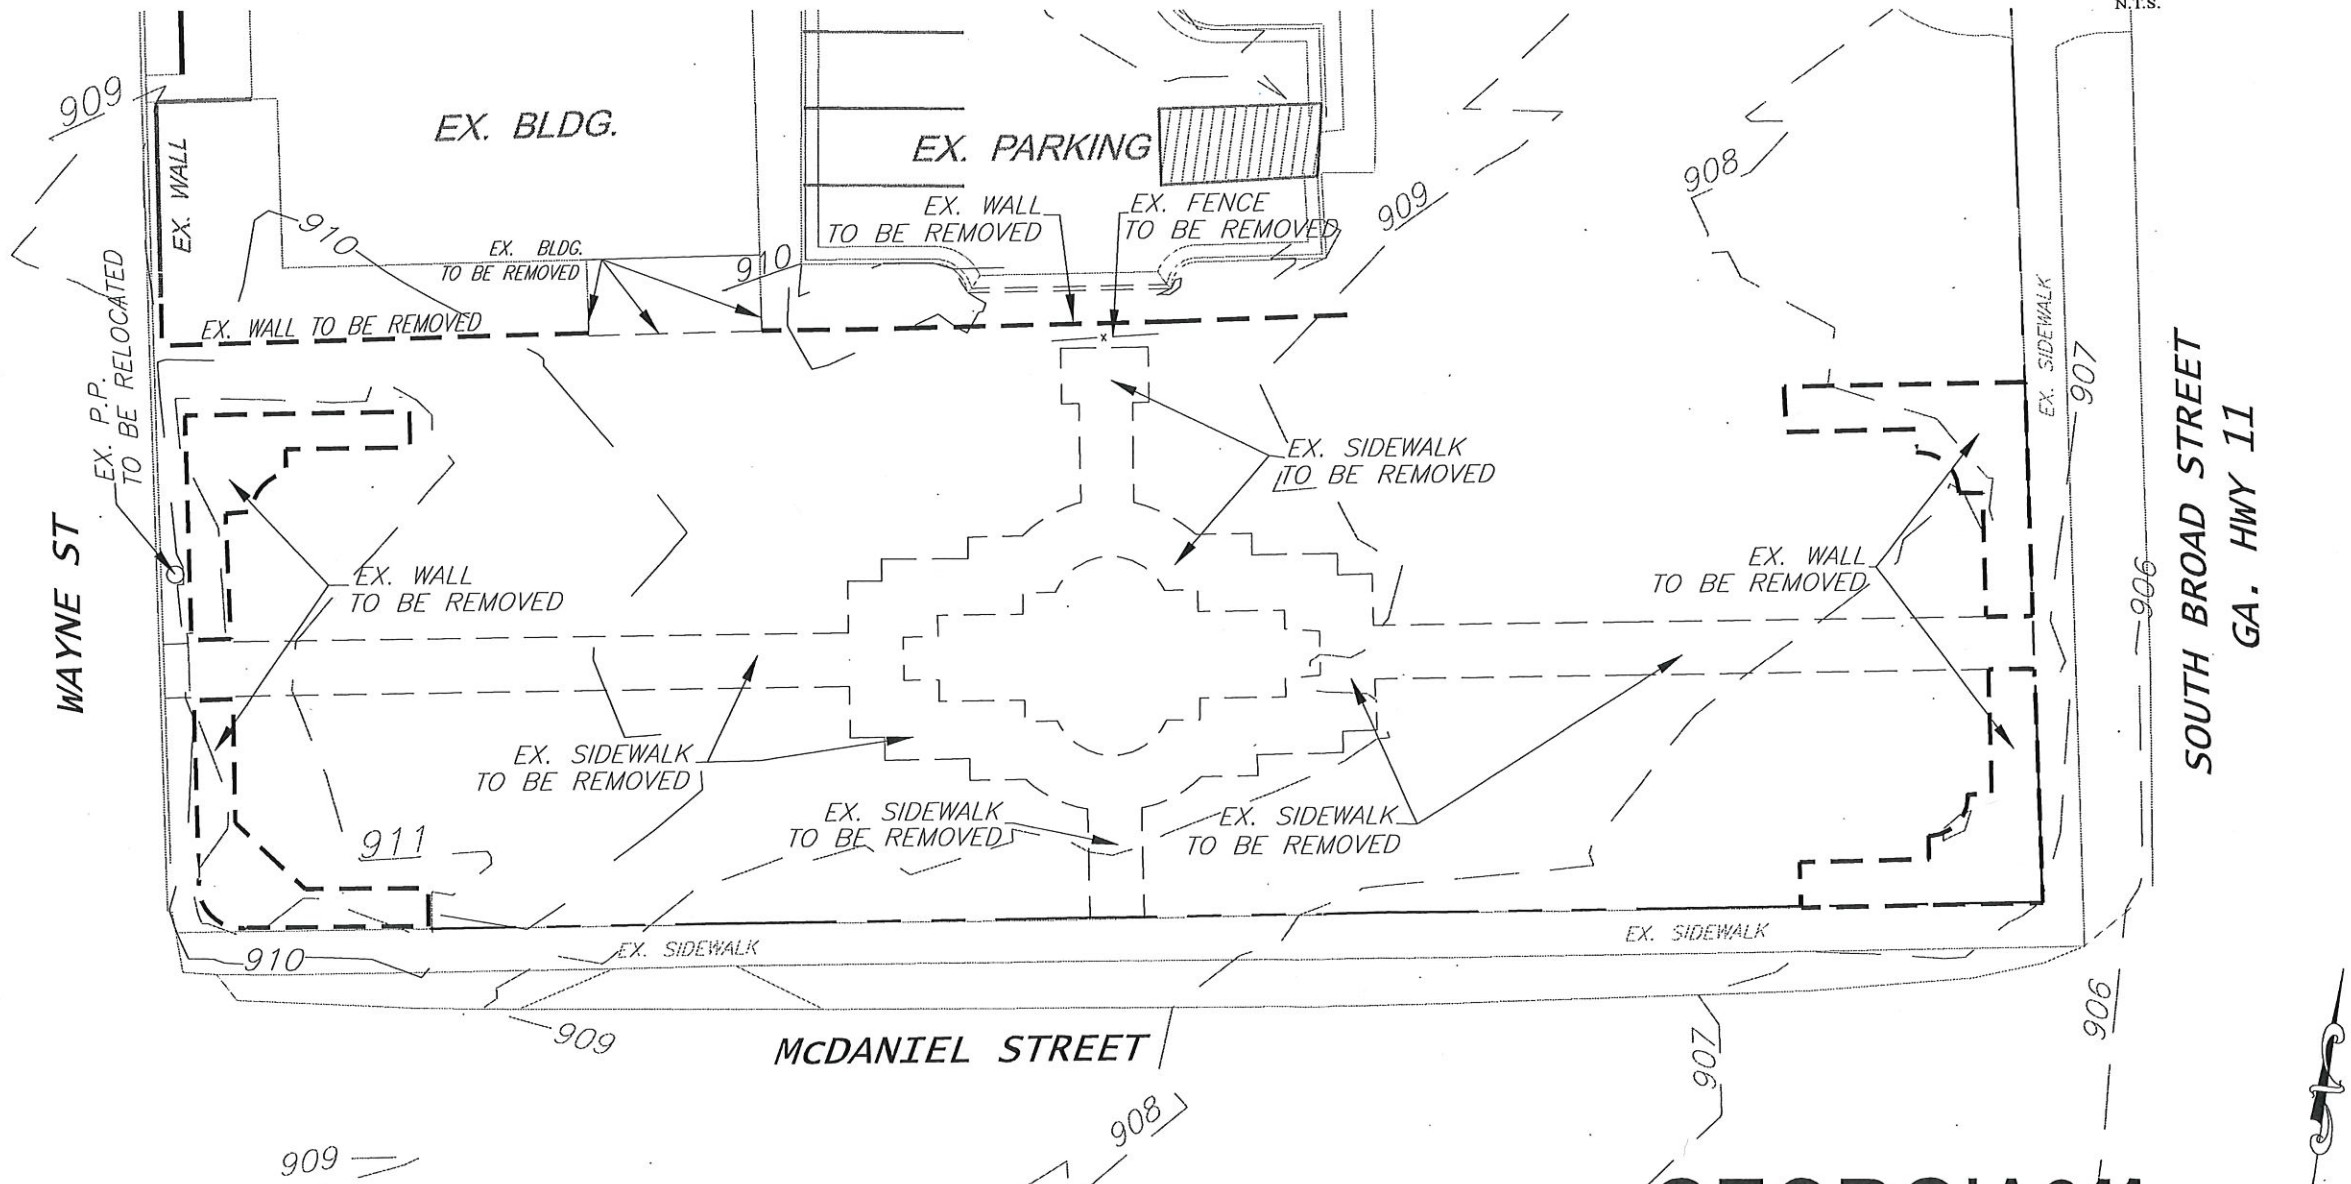 N.T.S.
909
EX. WALL
EX. BLDG.
EX. PARKING
908
910
EX. BLDG.
TO BE REMOVED
910
EX. WALL
TO BE REMOVED
EX. FENCE
TO BE REMOVED
909
EX. WALL TO BE REMOVED
EX. P.P.
TO BE RELOCATED
EX. SIDEWALK
907
SOUTH BROAD STREET
GA. HWY 11
WAYNE ST
EX. SIDEWALK
TO BE REMOVED
EX. WALL
TO BE REMOVED
EX. WALL
TO BE REMOVED
906
EX. SIDEWALK
TO BE REMOVED
EX. SIDEWALK
TO BE REMOVED
EX. SIDEWALK
TO BE REMOVED
911
910
EX. SIDEWALK
EX. SIDEWALK
909
McDANIEL STREET
907
906
908
909